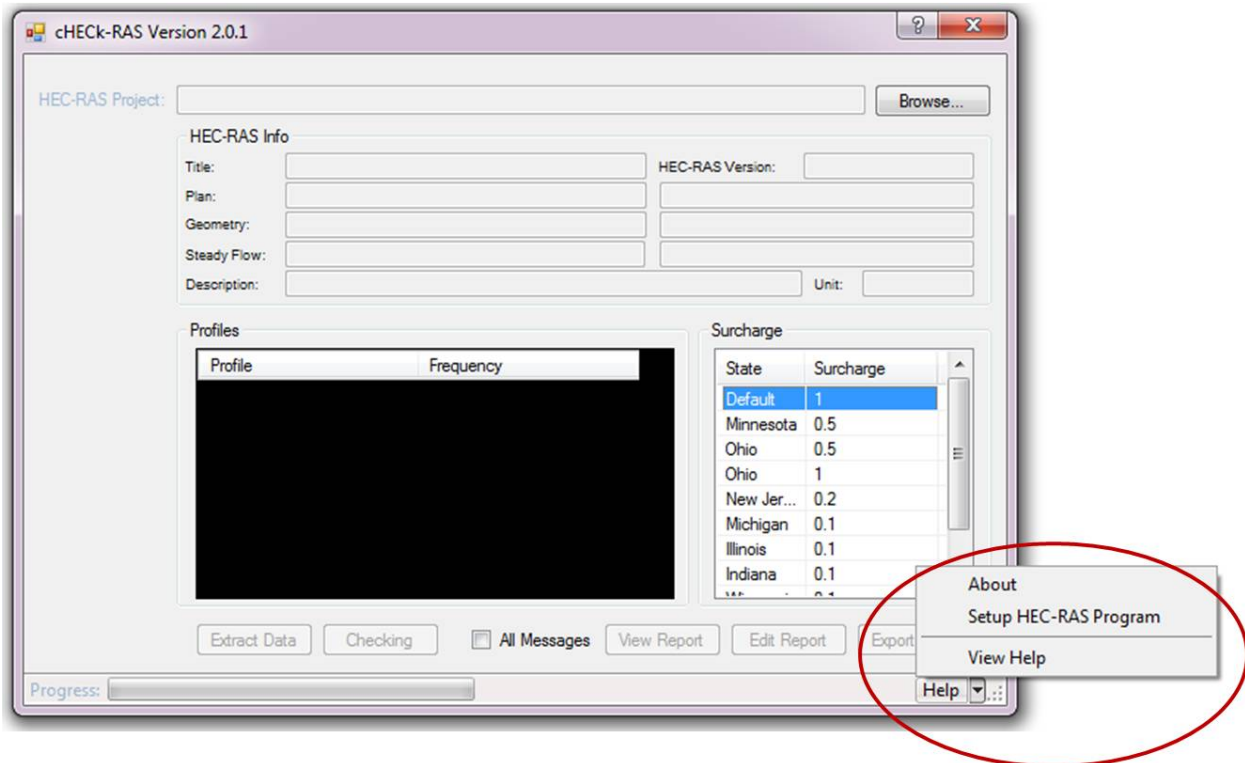 cHECk-RAS Version 2.0.1
HEC-RAS Project:
Browse...
HEC-RAS Info
Title:
HEC-RAS Version:
Plan:
Geometry:
Steady Flow:
Description:
Unit:
Profiles
Profile Frequency
Surcharge
State Surcharge
Default 1
Minnesota 0.5
Ohio 0.5
Ohio 1
New Jer... 0.2
Michigan 0.1
Illinois 0.1
Indiana 0.1
About
Setup HEC-RAS Program
View Help
Extract Data Checking All Messages View Report Edit Report Export
Progress:
Help